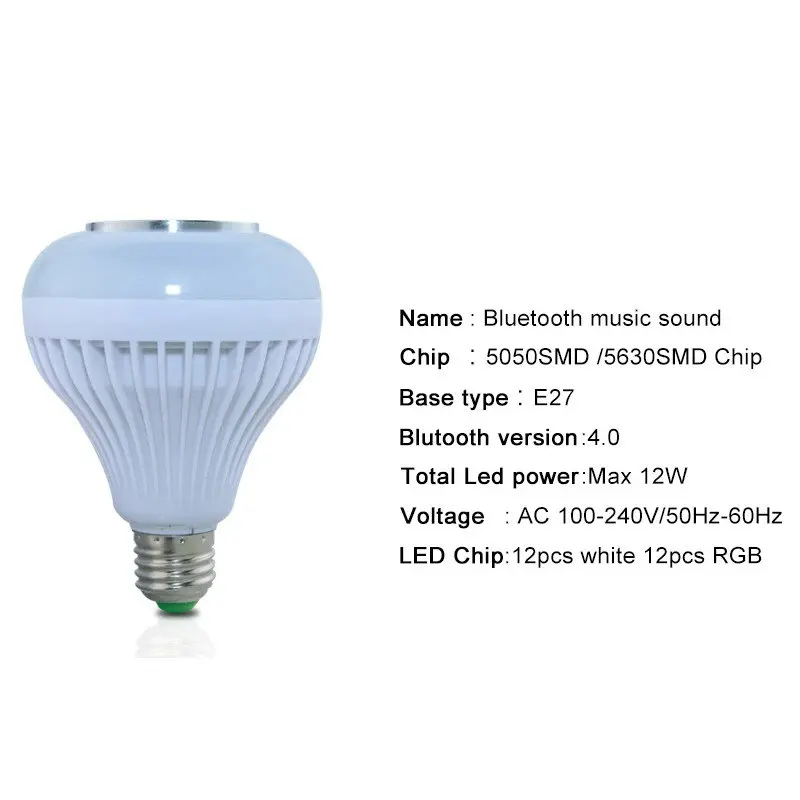 Name : Bluetooth music sound
Chip : 5050SMD /5630SMD Chip
Base type : E27
Blutooth version:4.0
Total Led power:Max 12W
Voltage : AC 100-240V/50Hz-60Hz
LED Chip:12pcs white 12pcs RGB